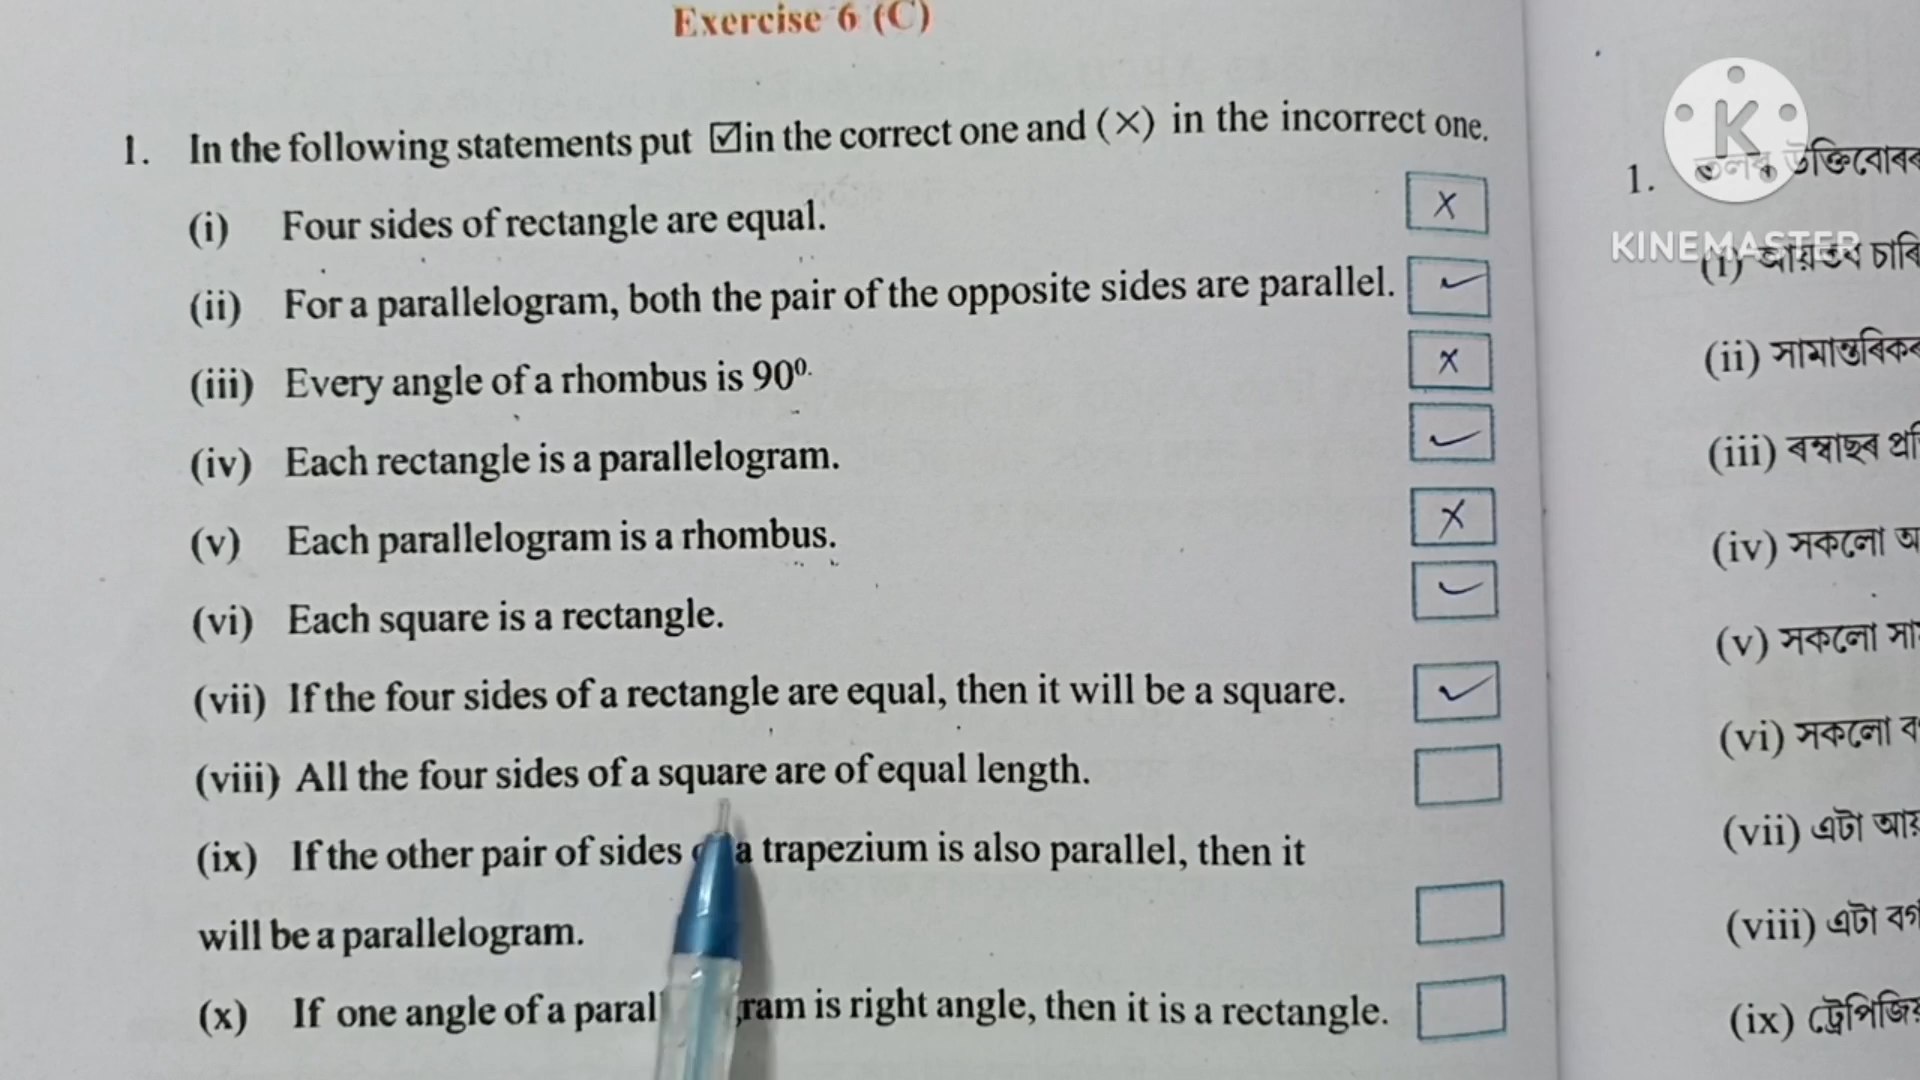 Exercise 6 (C)
1. In the following statements put ☑in the correct one and (×) in the incorrect one.
(i) Four sides of rectangle are equal. ×
(ii) For a parallelogram, both the pair of the opposite sides are parallel. ✓
(iii) Every angle of a rhombus is 90⁰. ×
(iv) Each rectangle is a parallelogram. ✓
(v) Each parallelogram is a rhombus. ×
(vi) Each square is a rectangle. ✓
(vii) If the four sides of a rectangle are equal, then it will be a square. ✓
(viii) All the four sides of a square are of equal length.
(ix) If the other pair of sides a trapezium is also parallel, then it
will be a parallelogram.
(x) If one angle of a is right angle, then it is a rectangle.
K
KINEMASTER
1.
(i) চাৰি
(ii)
(iii)
(iv) সকলো
(v) সকলো
(vi) সকলো
(vii) এটা
(viii) এটা
(ix)